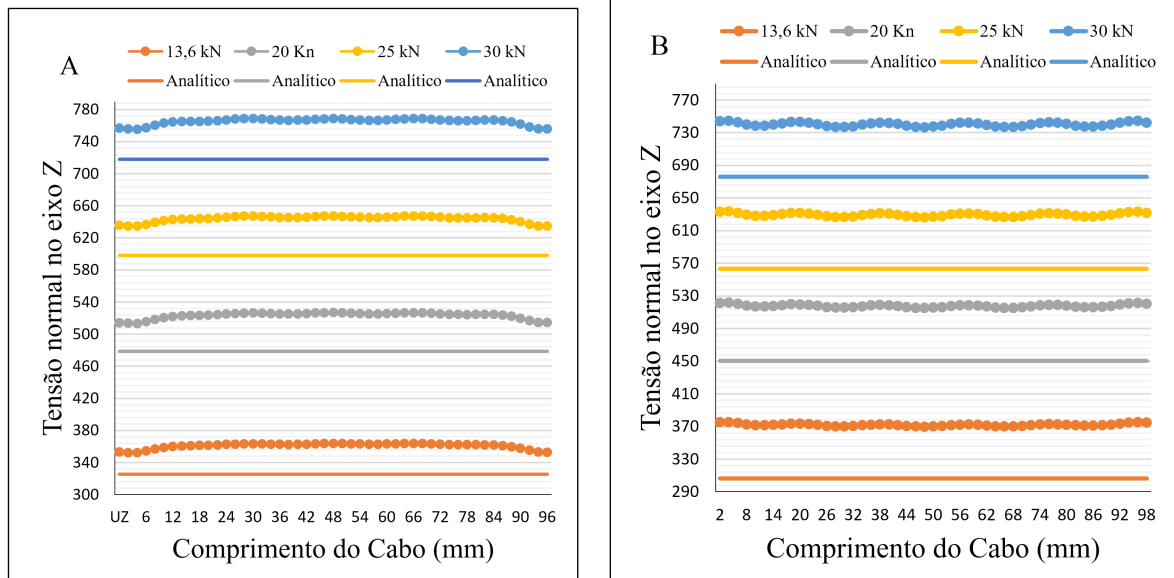 A
13,6 kN 20 Kn 25 kN 30 kN
Analítico Analítico Analítico Analítico
Tensão normal no eixo Z
780
740
700
660
620
580
540
500
460
420
380
340
300
UZ 6 12 18 24 30 36 42 48 54 60 66 72 78 84 90 96
Comprimento do Cabo (mm)
B
13,6 kN 20 Kn 25 kN 30 kN
Analítico Analítico Analítico Analítico
Tensão normal no eixo Z
770
730
690
650
610
570
530
490
450
410
370
330
290
2 8 14 20 26 32 38 44 50 56 62 68 74 80 86 92 98
Comprimento do Cabo (mm)